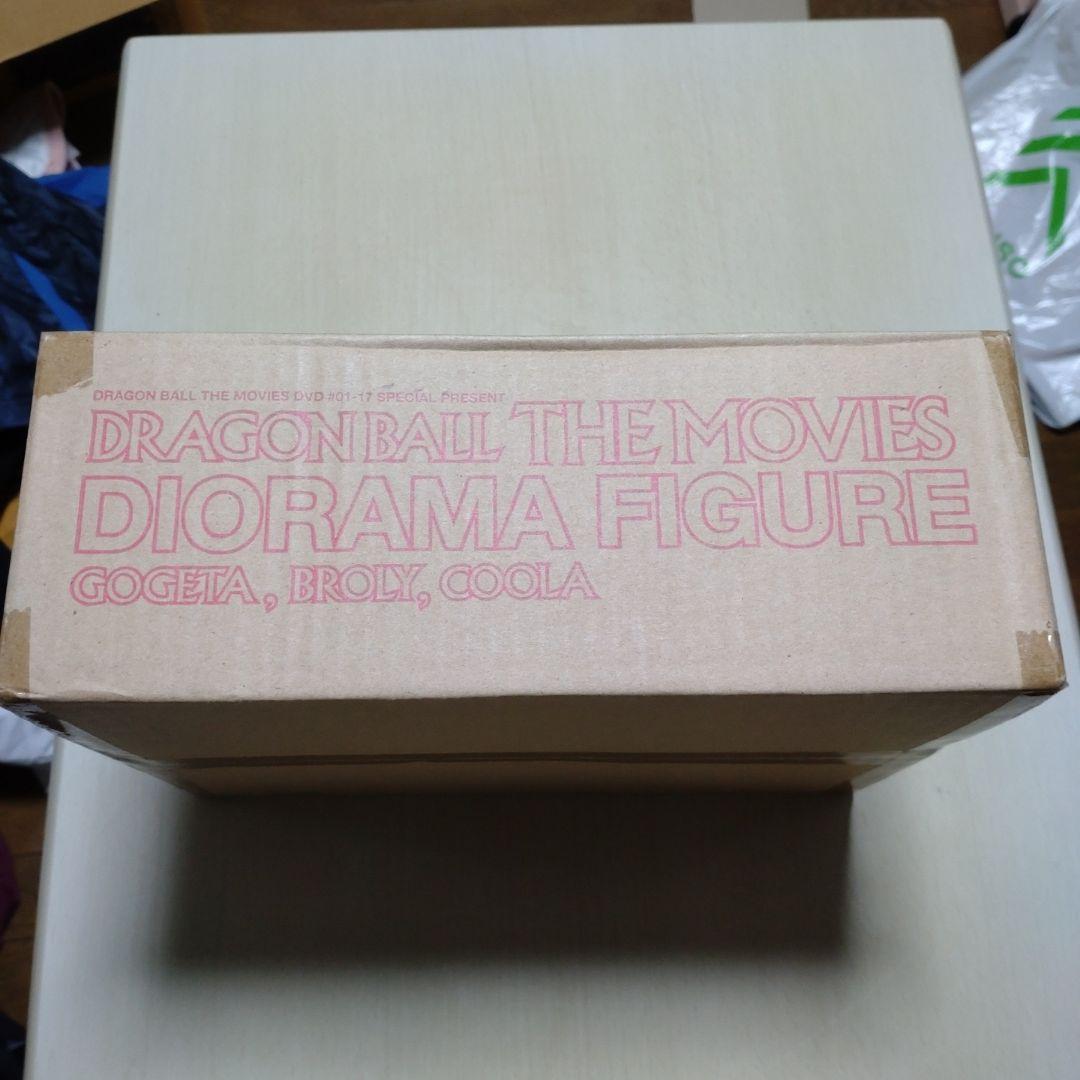 DRAGON BALL THE MOVIES DVD #01-17 SPECIAL PRESENT
DRAGON BALL THE MOVIES
DIORAMA FIGURE
GOGETA, BROLY, COOLA